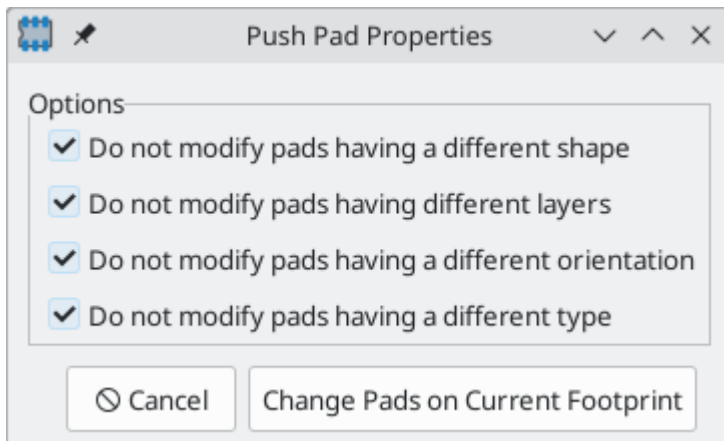 Push Pad Properties
Options
Do not modify pads having a different shape
Do not modify pads having different layers
Do not modify pads having a different orientation
Do not modify pads having a different type
Cancel
Change Pads on Current Footprint